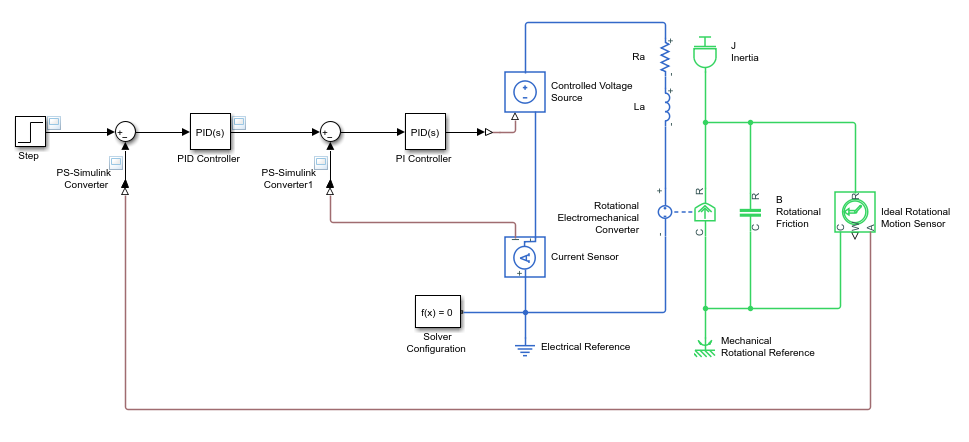 Step
PS-Simulink
Converter
+
−
PID(s)
PID Controller
PS-Simulink
Converter1
+
−
PID(s)
PI Controller
Controlled Voltage
Source
+
−
Ra
+
-
La
+
-
J
Inertia
Rotational
Electromechanical
Converter
+
-
R
C
R
C
B
Rotational
Friction
R
C
W
A
Ideal Rotational
Motion Sensor
I
-
A
+
Current Sensor
f(x) = 0
Solver
Configuration
Electrical Reference
Mechanical
Rotational Reference